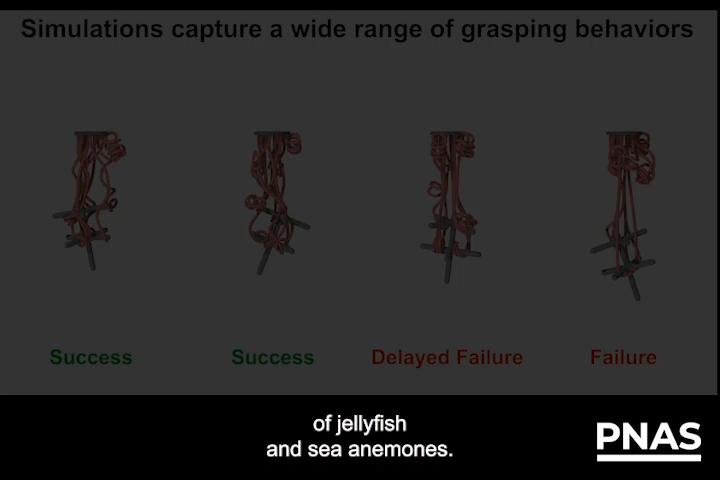 Simulations capture a wide range of grasping behaviors
Success
Success
Delayed Failure
Failure
of jellyfish
and sea anemones.
PNAS